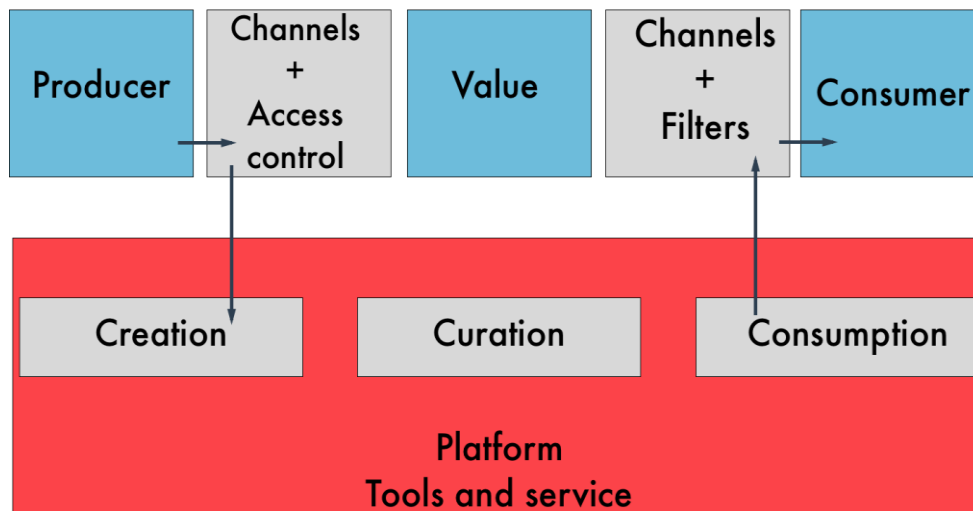 Producer
Channels
+
Access
control
Value
Channels
+
Filters
Consumer
Creation
Curation
Consumption
Platform
Tools and service